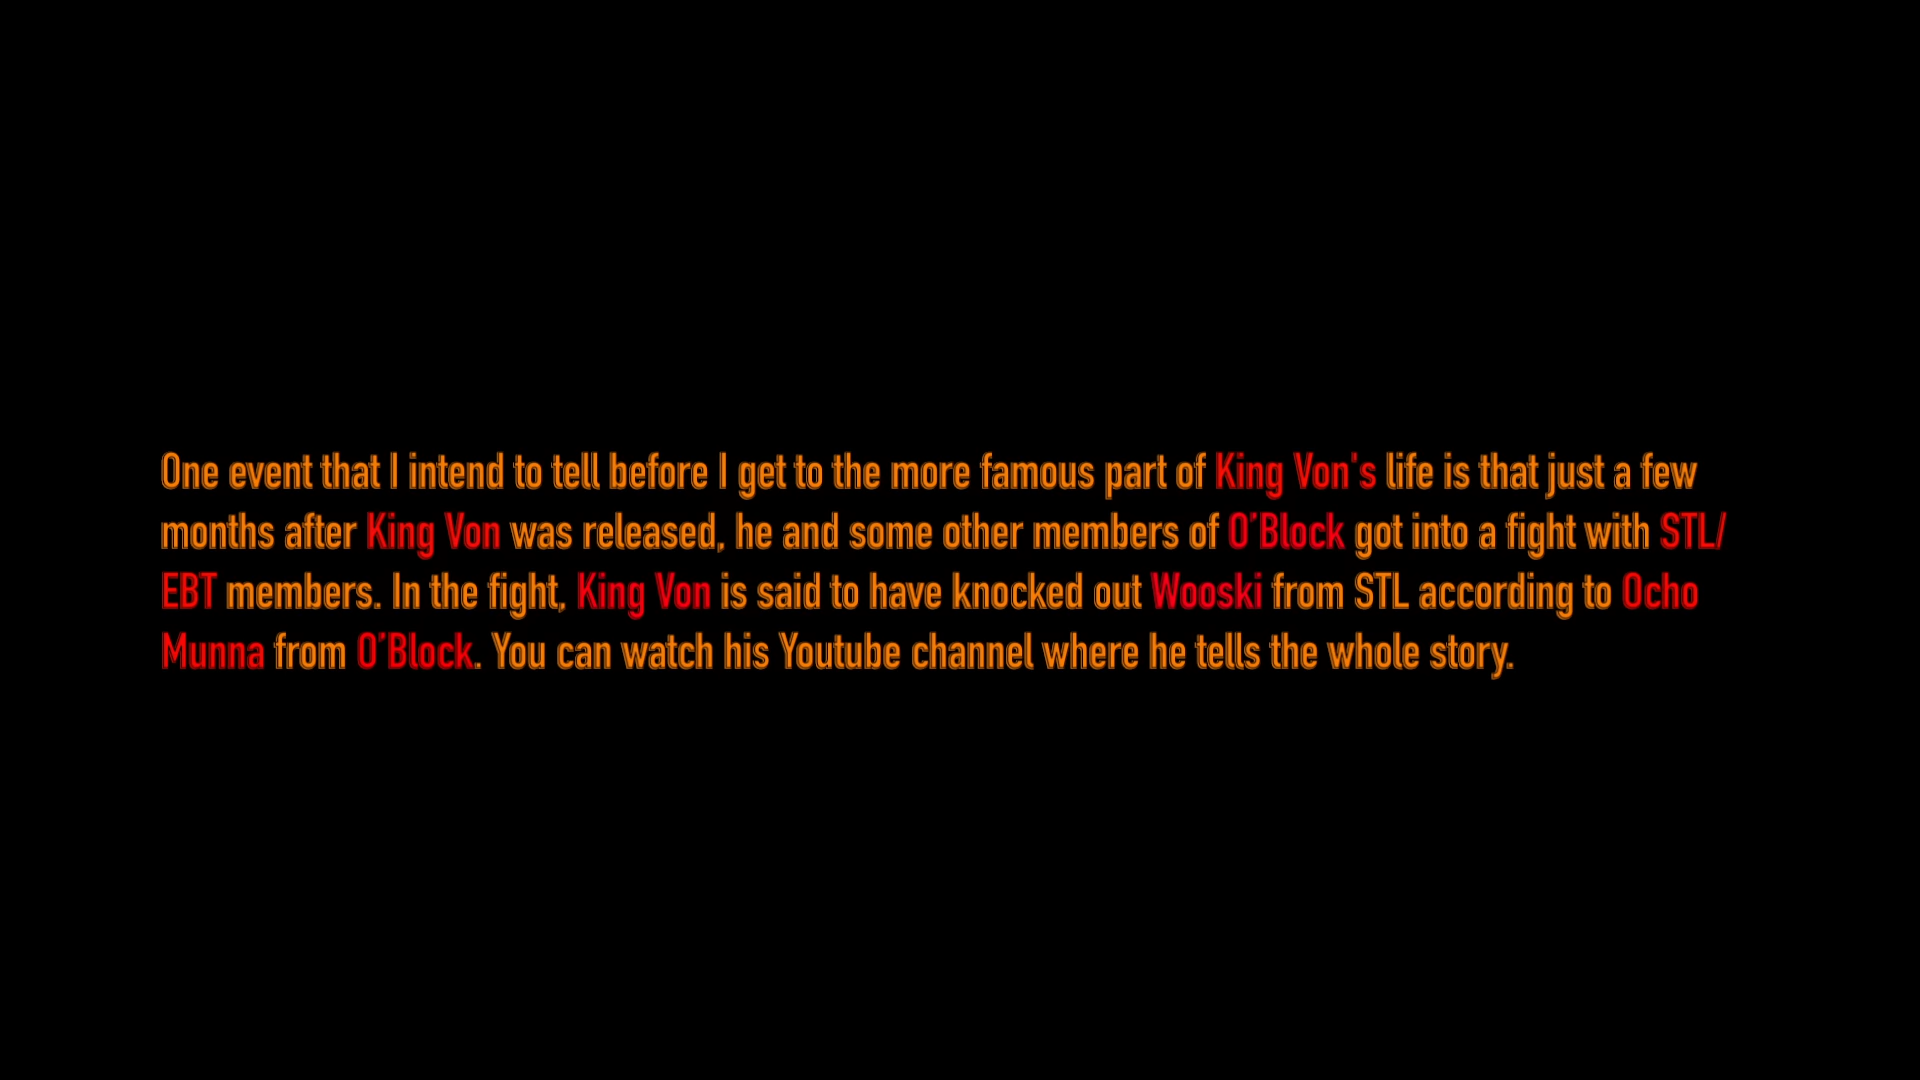 One event that I intend to tell before I get to the more famous part of King Von's life is that just a few
months after King Von was released, he and some other members of O'Block got into a fight with STL/
EBT members. In the fight, King Von is said to have knocked out Wooski from STL according to Ocho
Munna from O'Block. You can watch his Youtube channel where he tells the whole story.